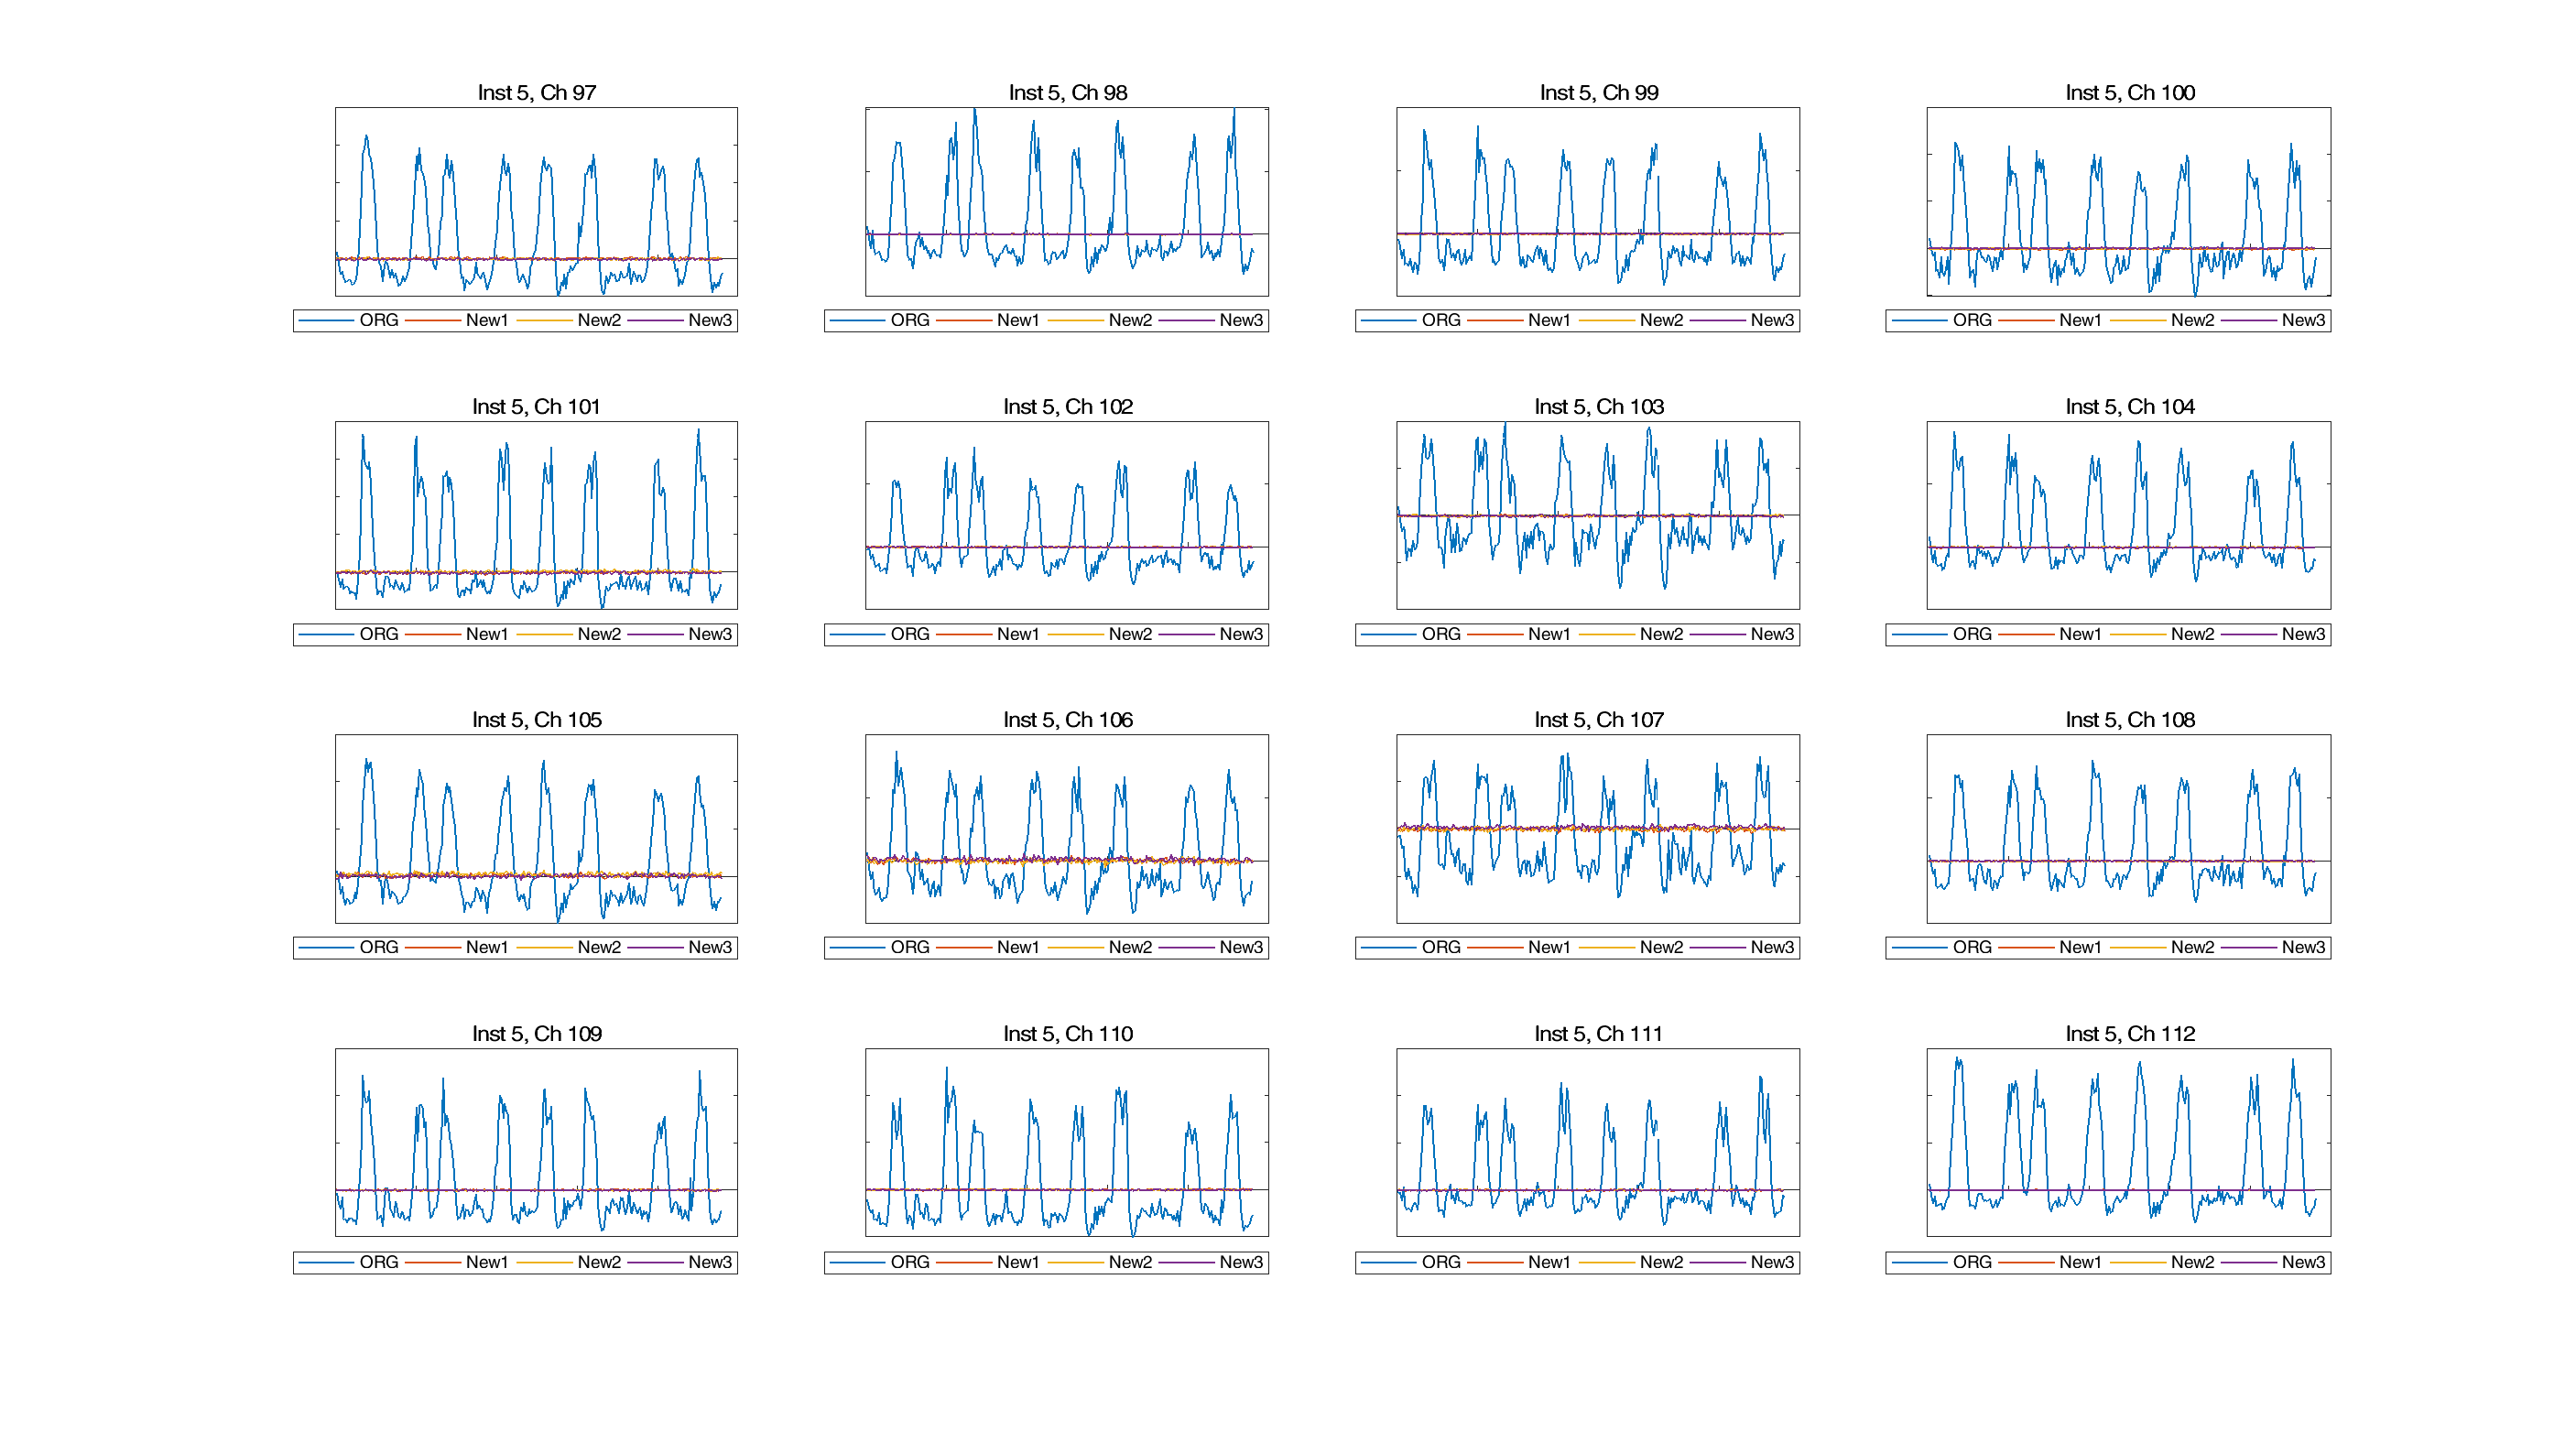 Inst 5, Ch 97
Inst 5, Ch 98
Inst 5, Ch 99
Inst 5, Ch 100
ORG New1 New2 New3
ORG New1 New2 New3
ORG New1 New2 New3
ORG New1 New2 New3
Inst 5, Ch 101
Inst 5, Ch 102
Inst 5, Ch 103
Inst 5, Ch 104
ORG New1 New2 New3
ORG New1 New2 New3
ORG New1 New2 New3
ORG New1 New2 New3
Inst 5, Ch 105
Inst 5, Ch 106
Inst 5, Ch 107
Inst 5, Ch 108
ORG New1 New2 New3
ORG New1 New2 New3
ORG New1 New2 New3
ORG New1 New2 New3
Inst 5, Ch 109
Inst 5, Ch 110
Inst 5, Ch 111
Inst 5, Ch 112
ORG New1 New2 New3
ORG New1 New2 New3
ORG New1 New2 New3
ORG New1 New2 New3